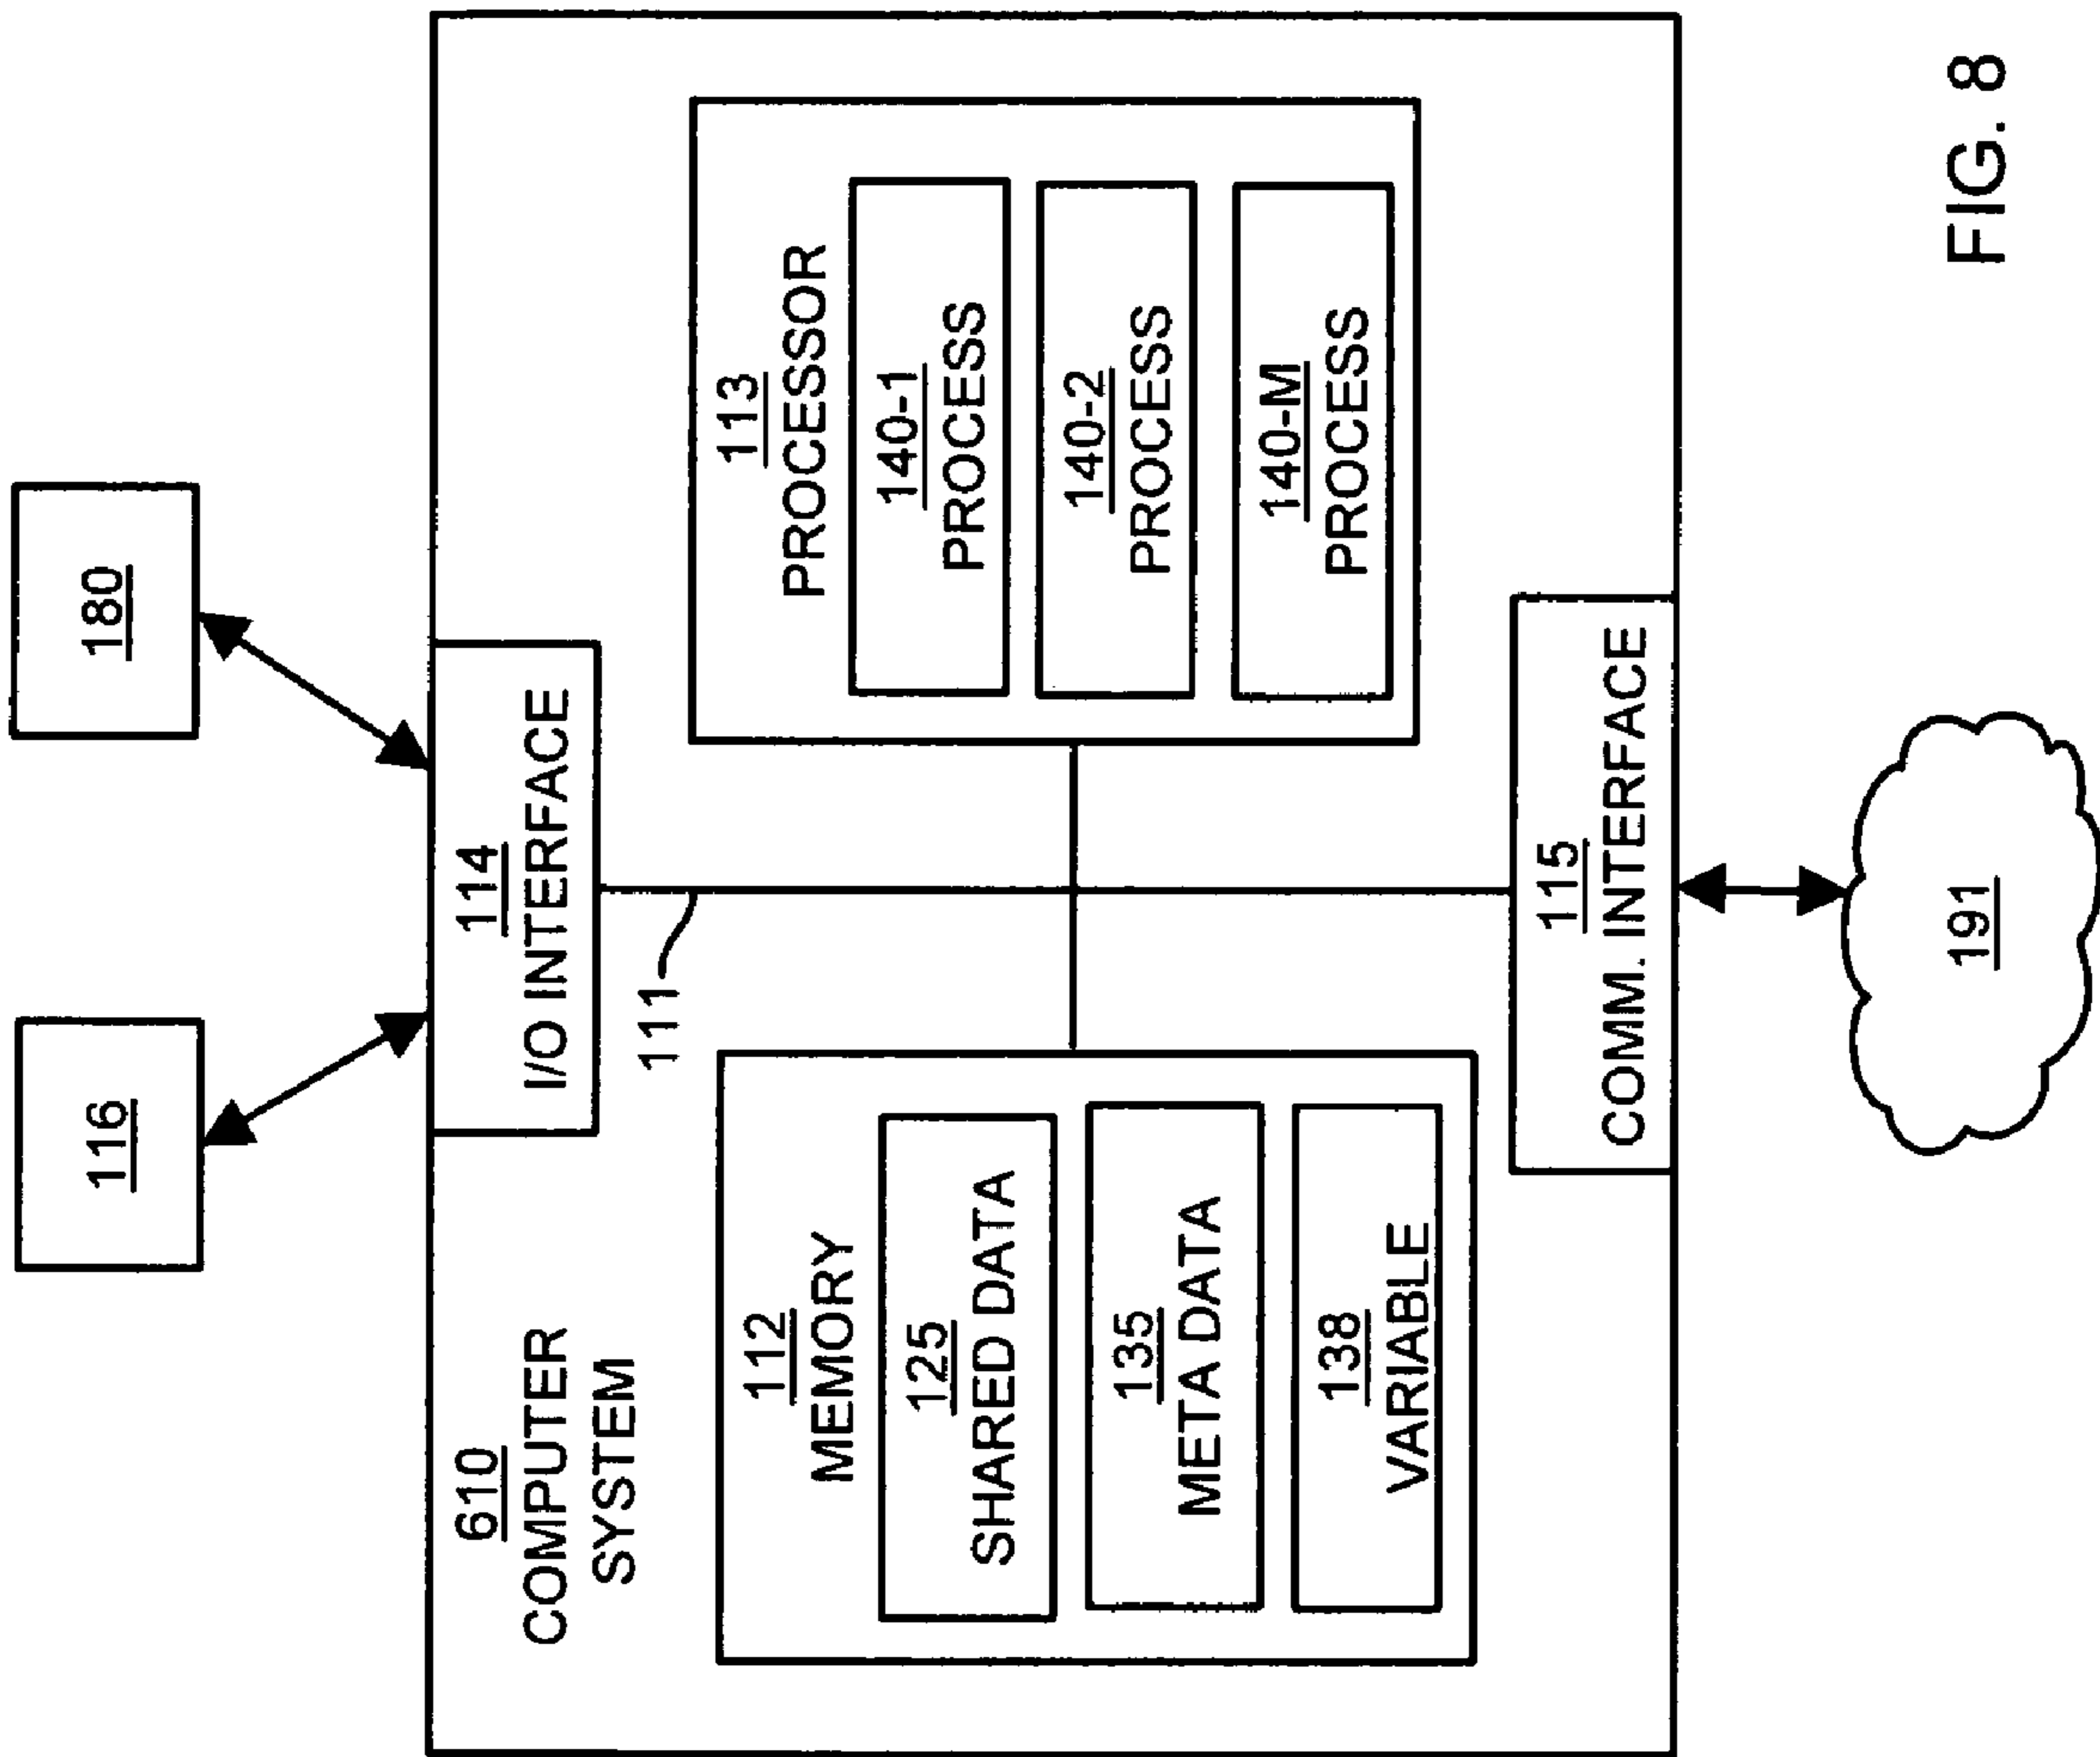 116
180
610
COMPUTER
SYSTEM
114
I/O INTERFACE
111
112
MEMORY
125
SHARED DATA
135
META DATA
138
VARIABLE
113
PROCESSOR
140-1
PROCESS
140-2
PROCESS
140-M
PROCESS
115
COMM. INTERFACE
191
FIG. 8